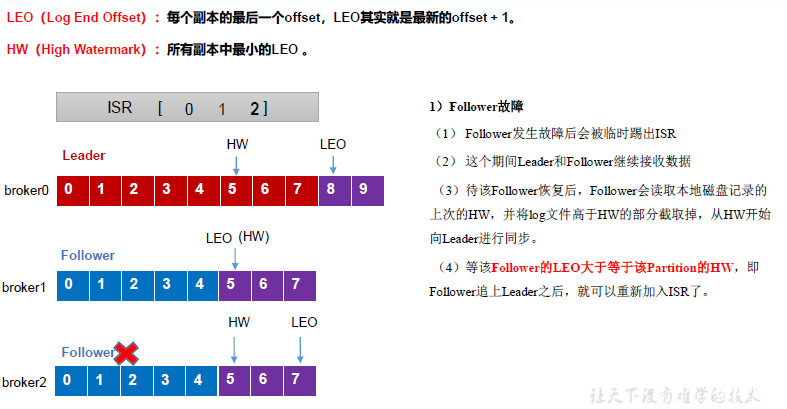 LEO（Log End Offset）：每个副本的最后一个offset，LEO其实就是最新的offset + 1。
HW（High Watermark）：所有副本中最小的LEO 。
ISR [ 0 1 2 ]
HW LEO
Leader
broker0 0 1 2 3 4 5 6 7 8 9
LEO (HW)
Follower
broker1 0 1 2 3 4 5 6 7
HW LEO
Follower
broker2 0 1 2 3 4 5 6 7
1）Follower故障
（1） Follower发生故障后会被临时踢出ISR
（2） 这个期间Leader和Follower继续接收数据
（3）待该Follower恢复后，Follower会读取本地磁盘记录的
上次的HW，并将log文件高于HW的部分截取掉，从HW开始
向Leader进行同步。
（4）等该Follower的LEO大于等于该Partition的HW，即
Follower追上Leader之后，就可以重新加入ISR了。
让天下没有难学的技术